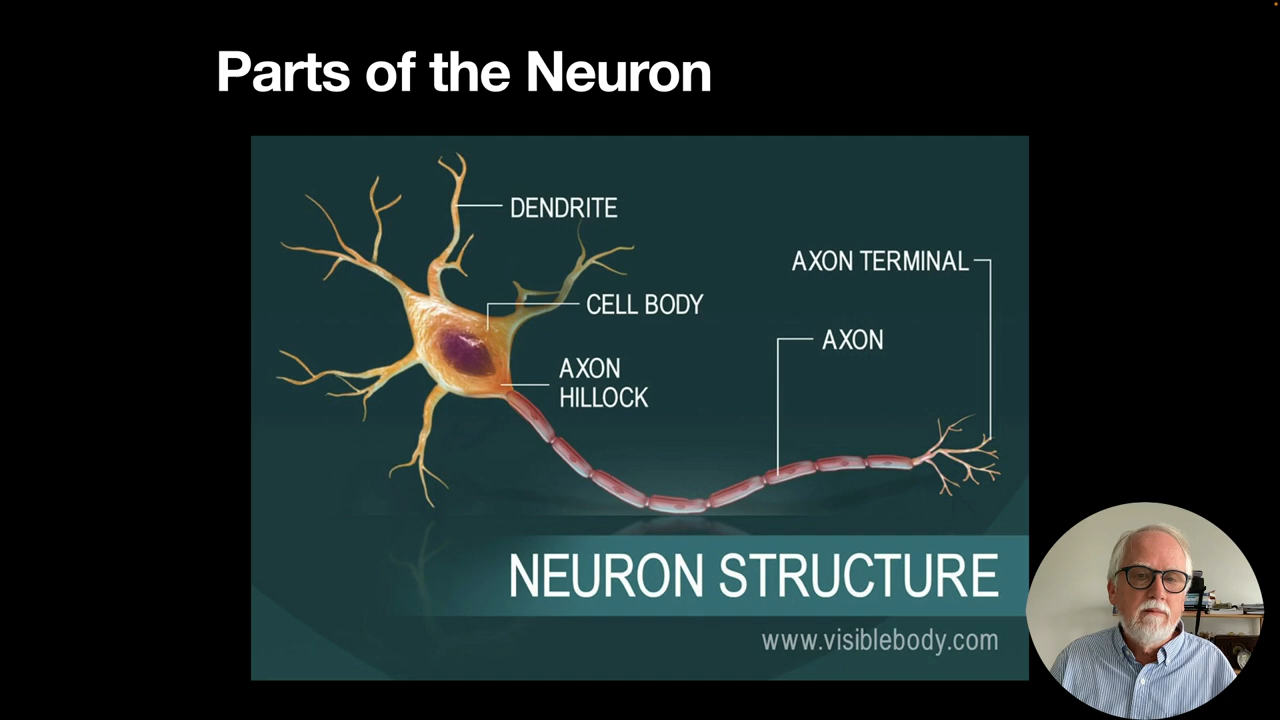 Parts of the Neuron
DENDRITE
AXON TERMINAL
CELL BODY
AXON
AXON
HILLOCK
NEURON STRUCTURE
www.visiblebody.com